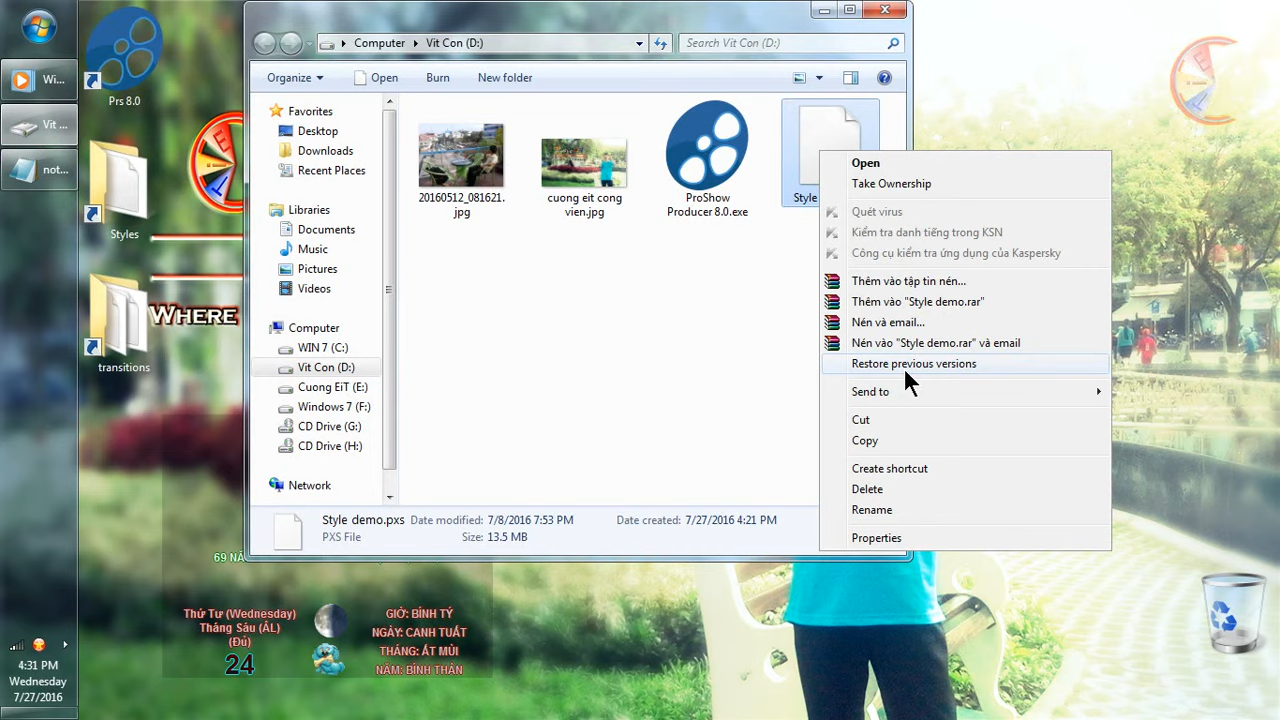 Wi...
Vit ...
not...
4:31 PM
Wednesday
7/27/2016
Prs 8.0
Styles
transitions
WHERE
Computer
Vit Con (D:)
Search Vit Con (D:)
Organize
Open
Burn
New folder
Favorites
Desktop
Downloads
Recent Places
Libraries
Documents
Music
Pictures
Videos
Computer
WIN 7 (C:)
Vit Con (D:)
Cuong EiT (E:)
Windows 7 (F:)
CD Drive (G:)
CD Drive (H:)
Network
20160512_081621.
jpg
cuong eit cong
vien.jpg
ProShow
Producer 8.0.exe
Style
Style demo.pxs
Date modified: 7/8/2016 7:53 PM
Date created: 7/27/2016 4:21 PM
PXS File
Size: 13.5 MB
Open
Take Ownership
Quét virus
Kiểm tra danh tiếng trong KSN
Công cụ kiểm tra ứng dụng của Kaspersky
Thêm vào tập tin nén...
Thêm vào "Style demo.rar"
Nén và email...
Nén vào "Style demo.rar" và email
Restore previous versions
Send to
Cut
Copy
Create shortcut
Delete
Rename
Properties
69 NĂ
Thứ Tư (Wednesday)
Tháng Sáu (ÂL)
(Đủ)
24
GIỜ: BÍNH TÝ
NGÀY: CANH TUẤT
THÁNG: ẤT MÙI
NĂM: BÍNH THÂN